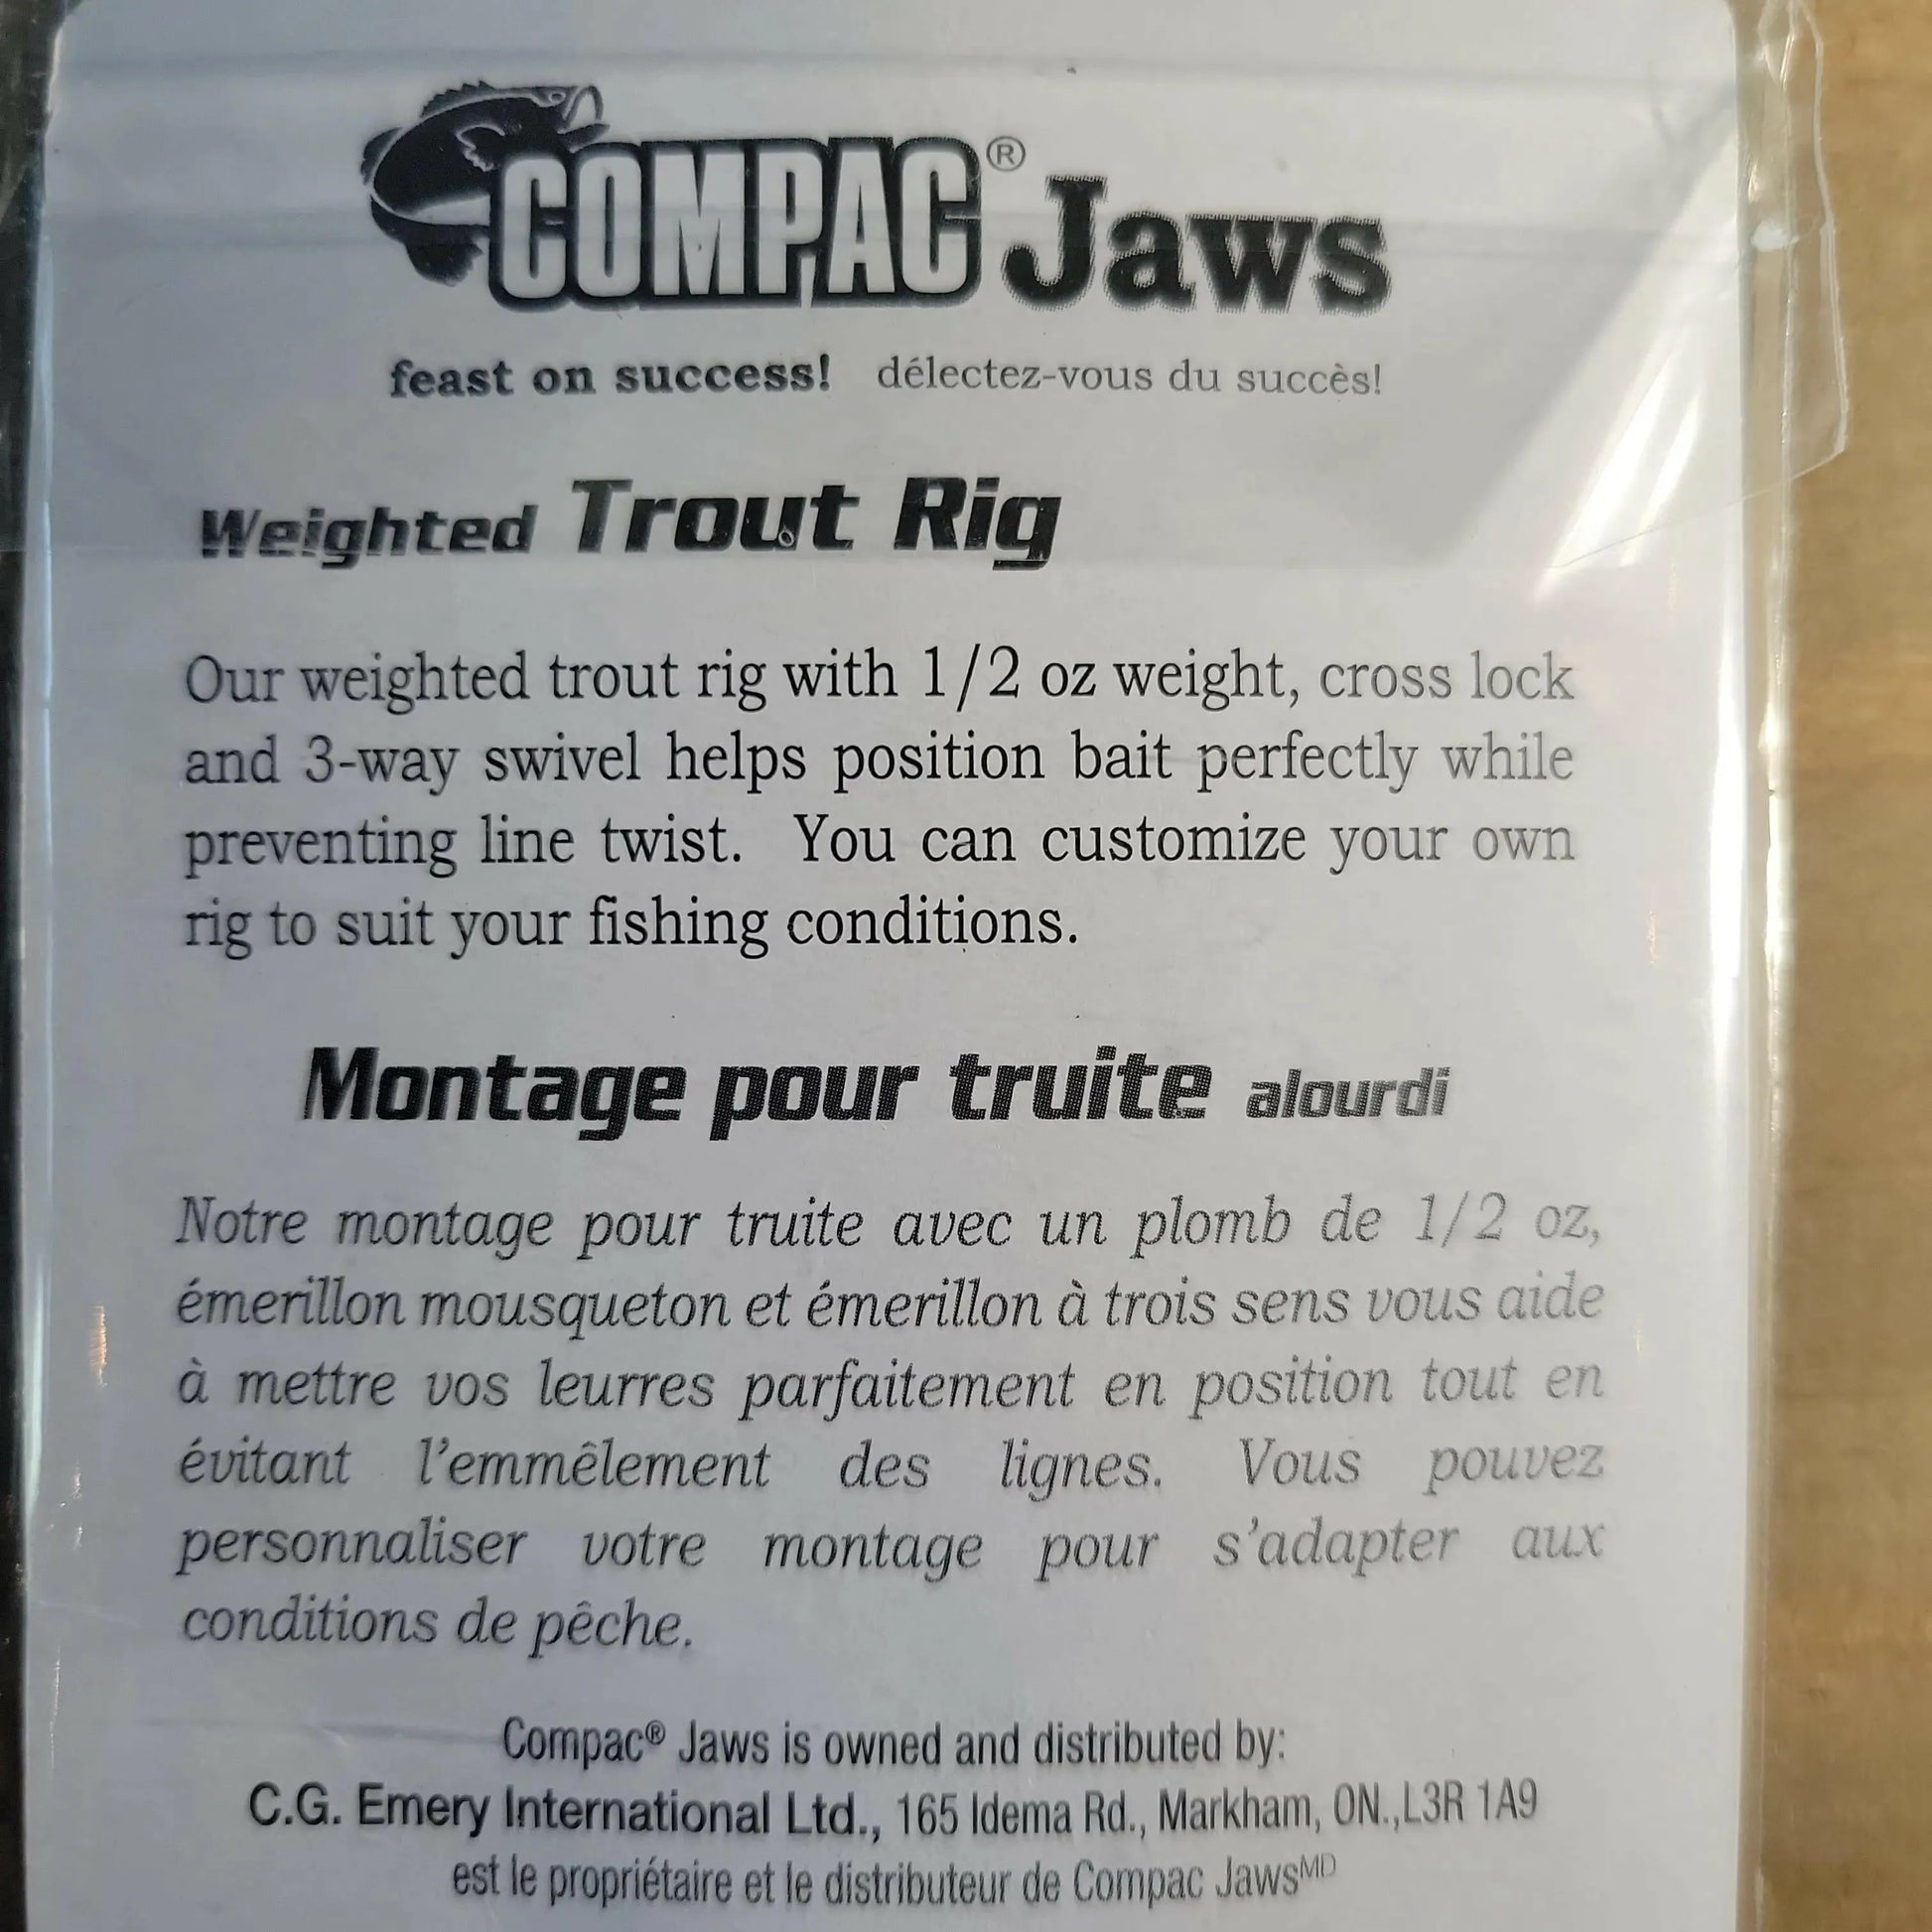 COMPAC® Jaws
feast on success! délectez-vous du succès!
Weighted Trout Rig
Our weighted trout rig with 1/2 oz weight, cross lock
and 3-way swivel helps position bait perfectly while
preventing line twist. You can customize your own
rig to suit your fishing conditions.
Montage pour truite alourdi
Notre montage pour truite avec un plomb de 1/2 oz,
émerillon mousqueton et émerillon à trois sens vous aide
à mettre vos leurres parfaitement en position tout en
évitant l'emmêlement des lignes. Vous pouvez
personnaliser votre montage pour s'adapter aux
conditions de pêche.
Compac® Jaws is owned and distributed by:
C.G. Emery International Ltd., 165 Idema Rd., Markham, ON.,L3R 1A9
est le propriétaire et le distributeur de Compac JawsMD